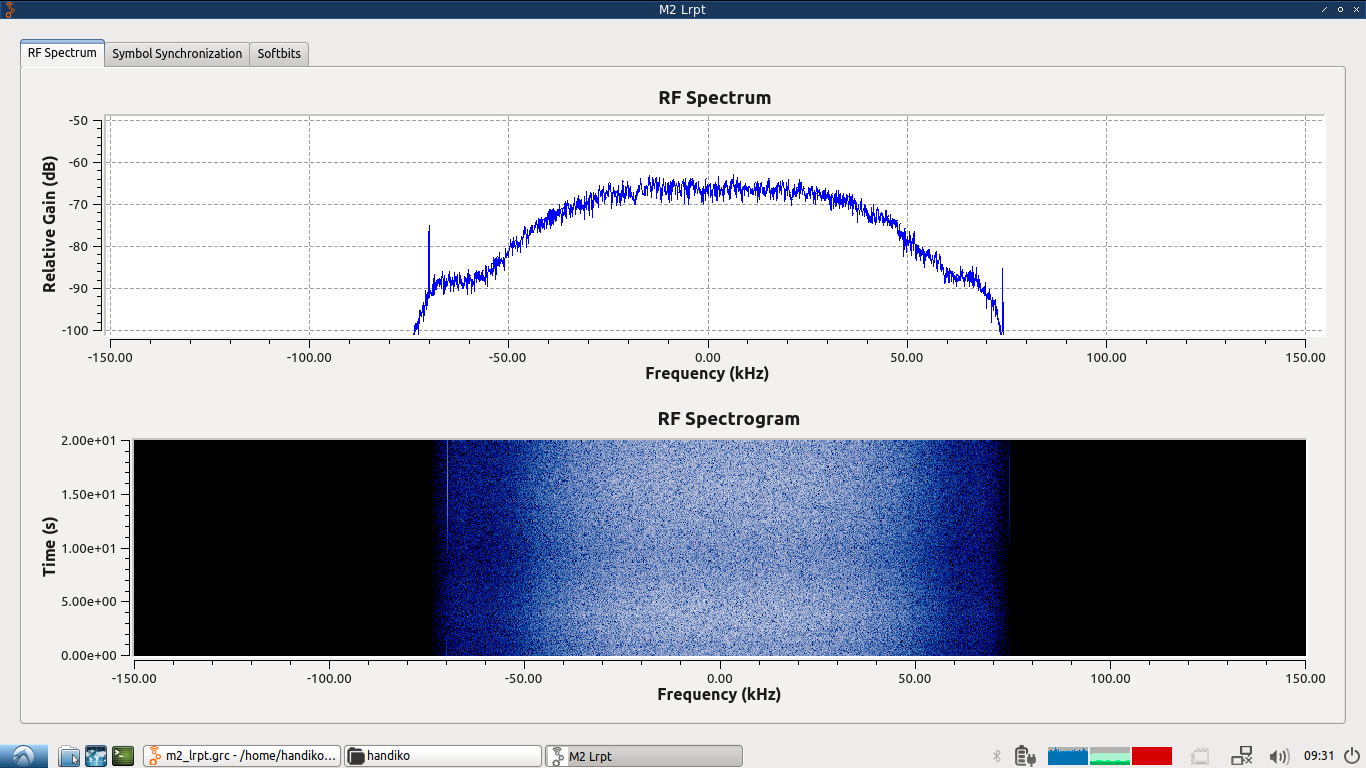 M2 Lrpt
RF Spectrum Symbol Synchronization Softbits
RF Spectrum
Relative Gain (dB)
-50
-60
-70
-80
-90
-100
-150.00 -100.00 -50.00 0.00 50.00 100.00 150.00
Frequency (kHz)
RF Spectrogram
Time (s)
2.00e+01
1.50e+01
1.00e+01
5.00e+00
0.00e+00
-150.00 -100.00 -50.00 0.00 50.00 100.00 150.00
Frequency (kHz)
m2_lrpt.grc - /home/handiko... handiko M2 Lrpt 09:31